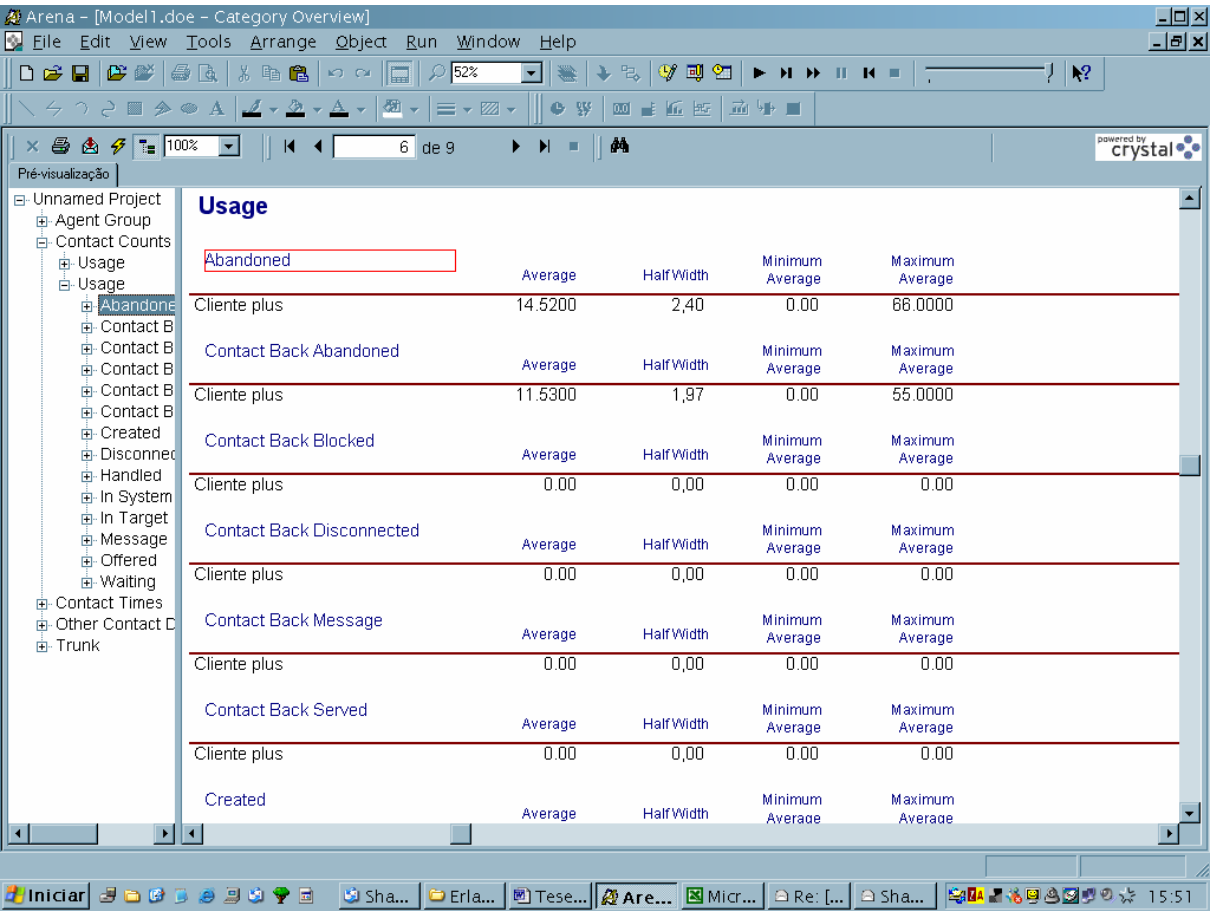 Arena - [Model1.doe - Category Overview]
File Edit View Tools Arrange Object Run Window Help
52%
100% 6 de 9 powered by crystal
Pré-visualização
Unnamed Project
Agent Group
Contact Counts
Usage
Usage
Abandone
Contact B
Contact B
Contact B
Contact B
Contact B
Created
Disconnec
Handled
In System
In Target
Message
Offered
Waiting
Contact Times
Other Contact D
Trunk
Usage
Abandoned Average Half Width Minimum Average Maximum Average
Cliente plus 14.5200 2,40 0.00 66.0000
Contact Back Abandoned Average Half Width Minimum Average Maximum Average
Cliente plus 11.5300 1,97 0.00 55.0000
Contact Back Blocked Average Half Width Minimum Average Maximum Average
Cliente plus 0.00 0,00 0.00 0.00
Contact Back Disconnected Average Half Width Minimum Average Maximum Average
Cliente plus 0.00 0,00 0.00 0.00
Contact Back Message Average Half Width Minimum Average Maximum Average
Cliente plus 0.00 0,00 0.00 0.00
Contact Back Served Average Half Width Minimum Average Maximum Average
Cliente plus 0.00 0,00 0.00 0.00
Created Average Half Width Minimum Average Maximum Average
Iniciar Sha... Erla... Tese... Are... Micr... Re: [... Sha... 15:51